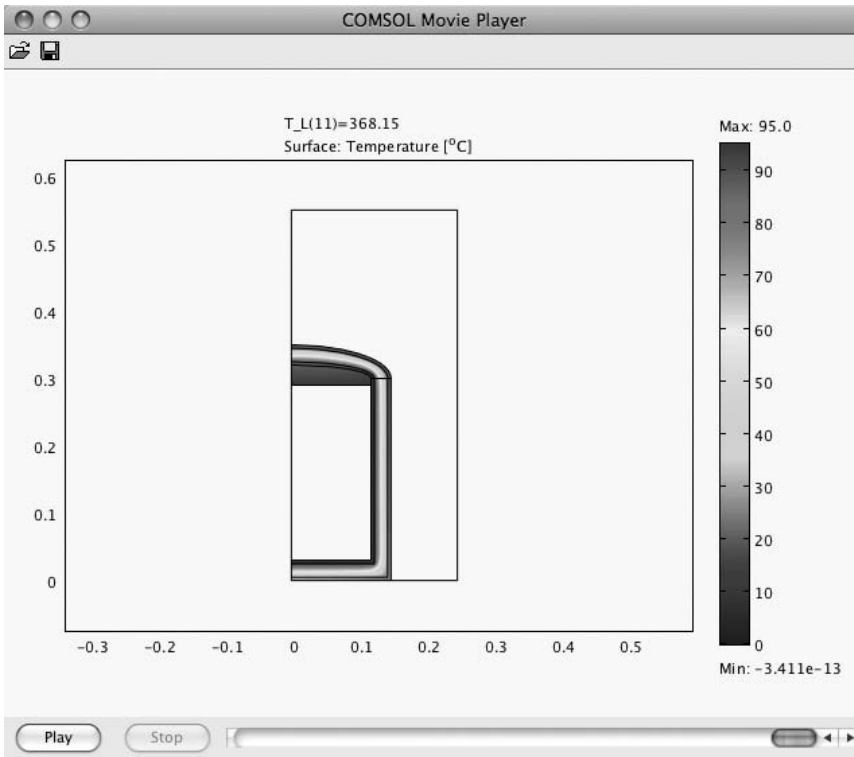 COMSOL Movie Player
T_L(11)=368.15
Surface: Temperature [°C]
Max: 95.0
0.6
0.5
0.4
0.3
0.2
0.1
0
-0.3 -0.2 -0.1 0 0.1 0.2 0.3 0.4 0.5
90
80
70
60
50
40
30
20
10
0
Min: -3.411e-13
Play
Stop